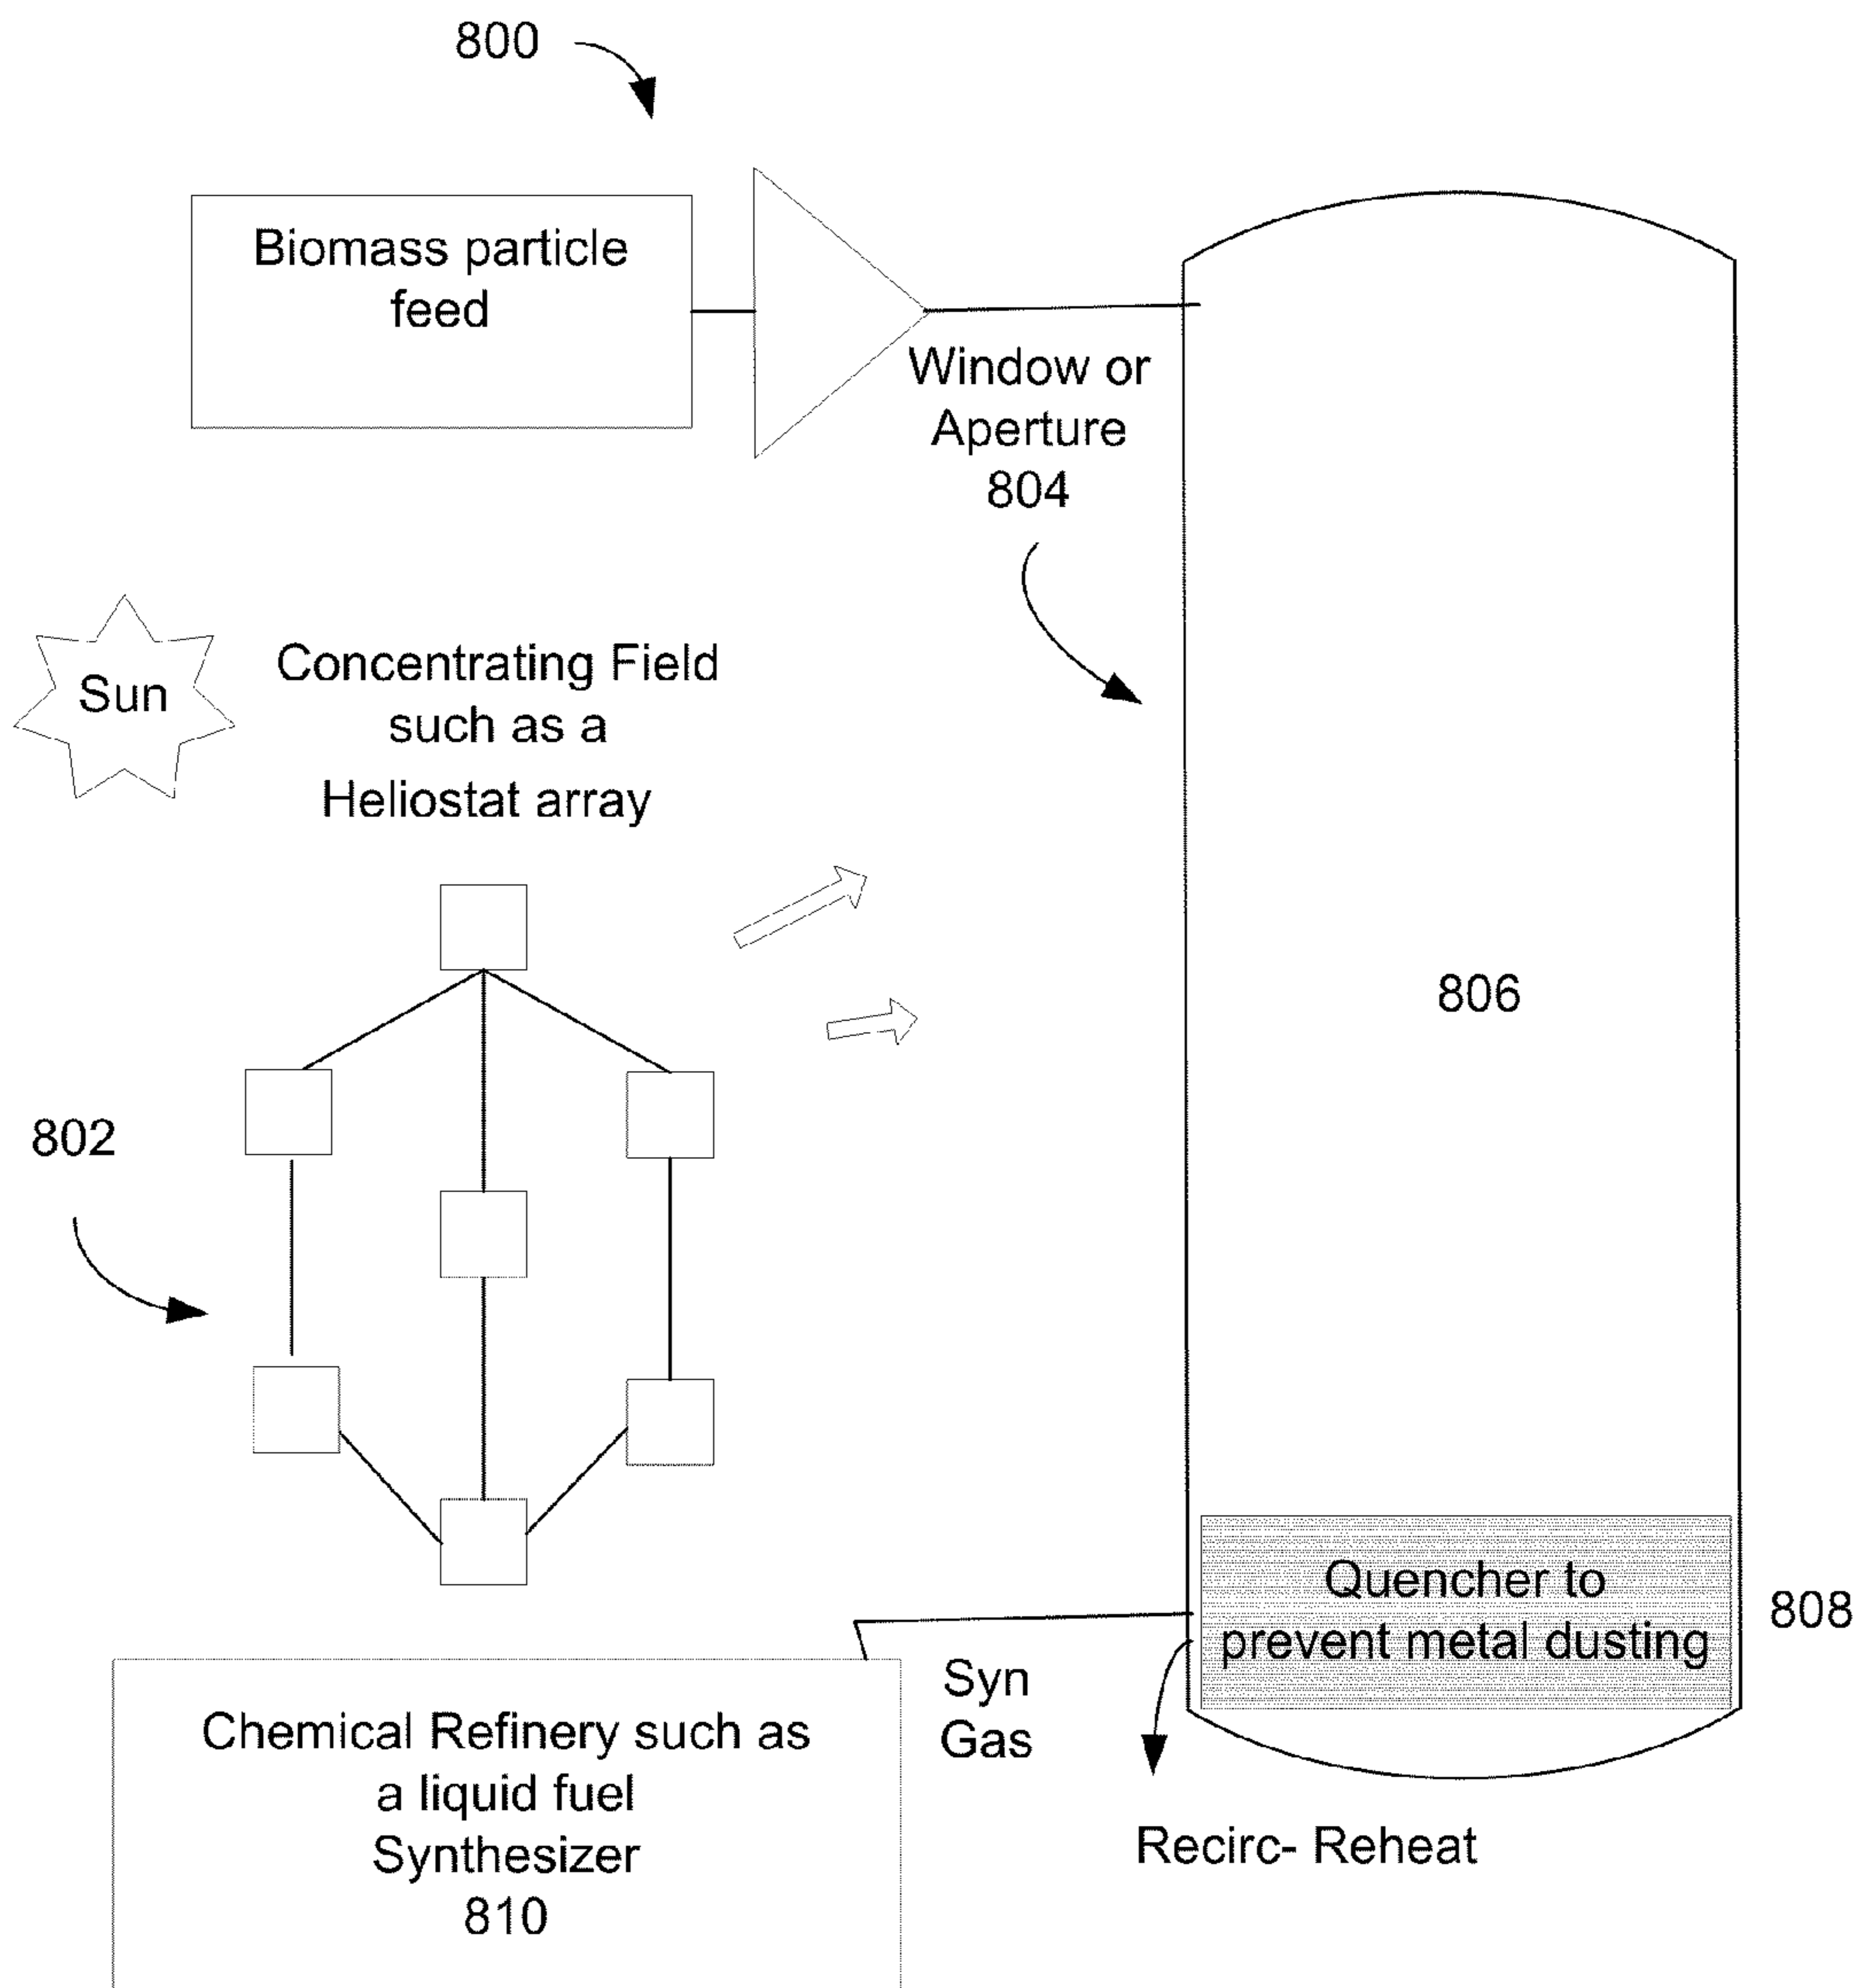 800
Biomass particle
feed
Window or
Aperture
804
Sun
Concentrating Field
such as a
Heliostat array
806
802
Quencher to
prevent metal dusting
808
Syn
Gas
Chemical Refinery such as
a liquid fuel
Synthesizer
810
Recirc- Reheat